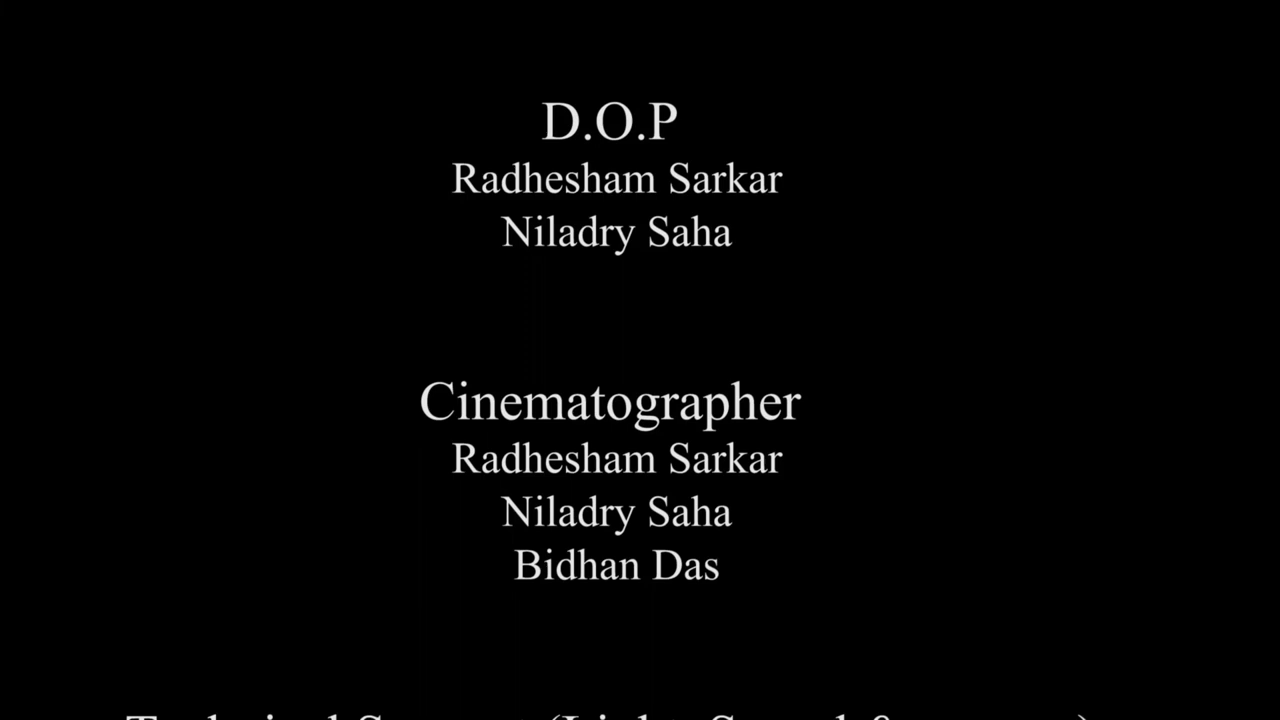 D.O.P
Radhesham Sarkar
Niladry Saha
Cinematographer
Radhesham Sarkar
Niladry Saha
Bidhan Das